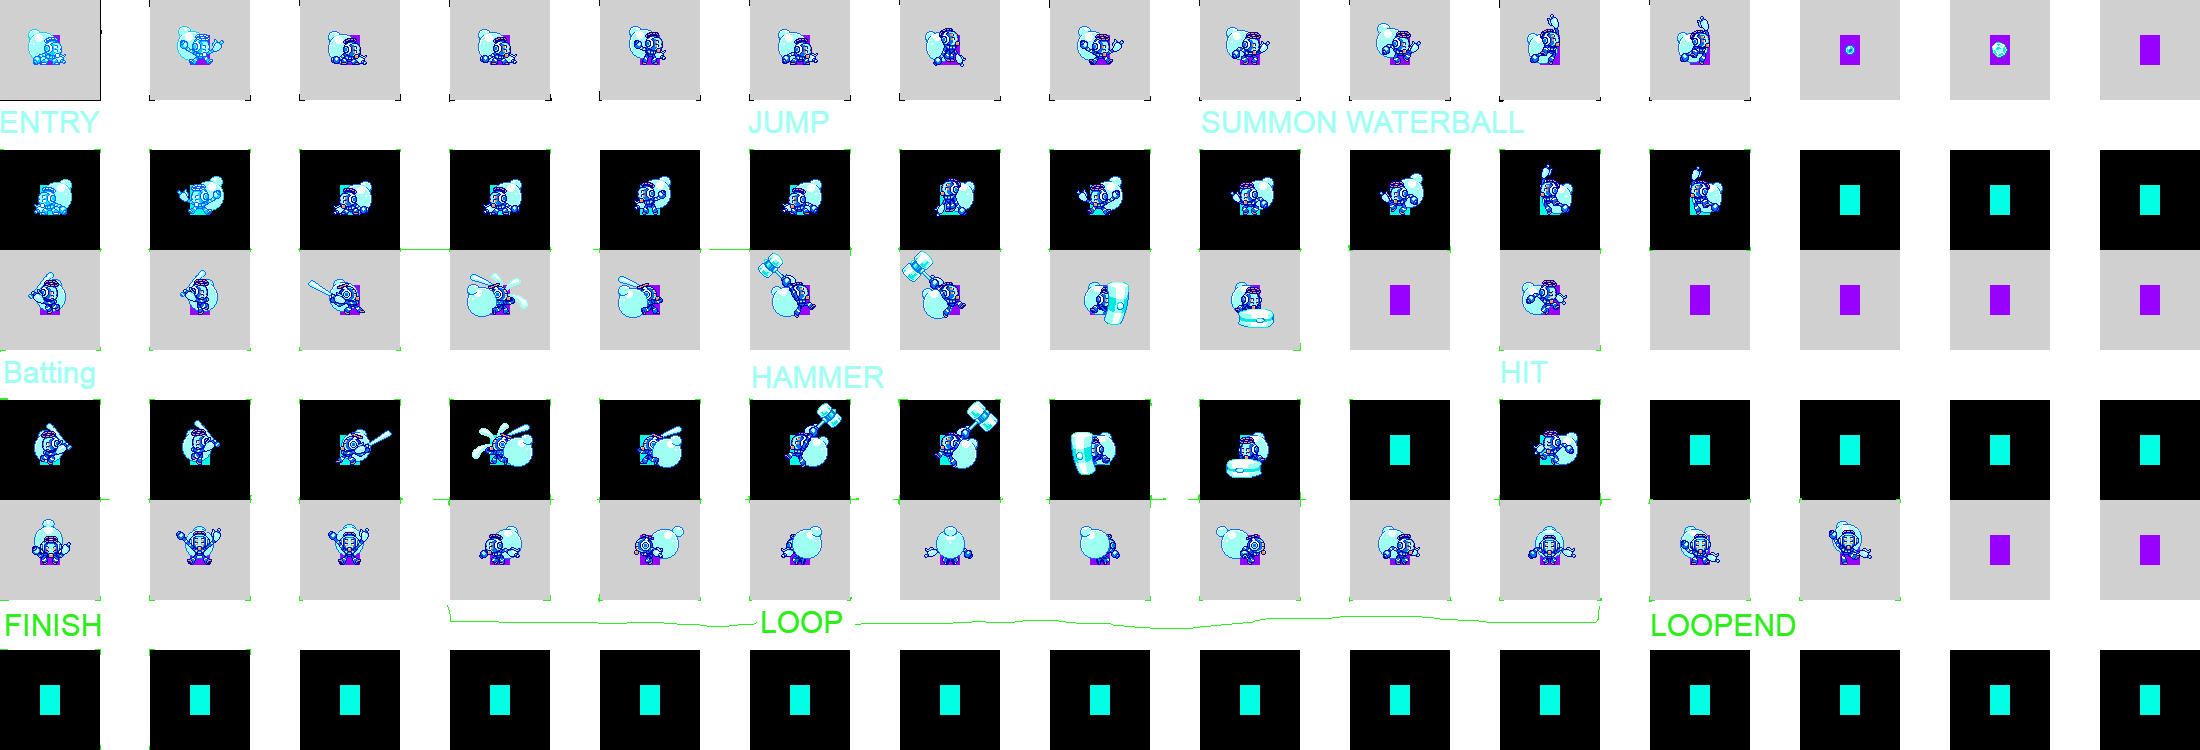 ENTRY JUMP SUMMON WATERBALL
Batting HAMMER HIT
FINISH LOOP LOOPEND